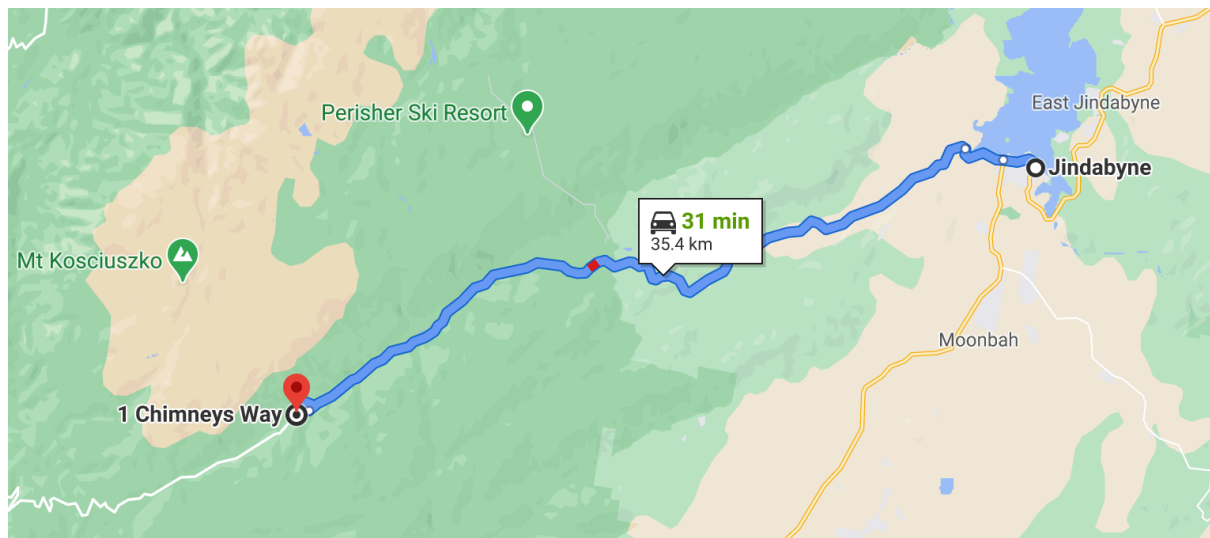 Perisher Ski Resort
East Jindabyne
Jindabyne
31 min
35.4 km
Mt Kosciuszko
Moonbah
1 Chimneys Way